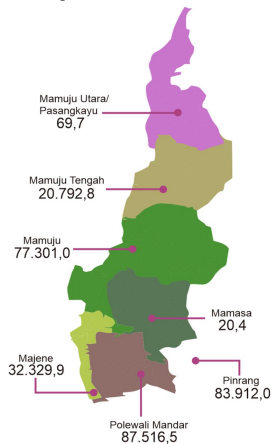 Mamuju Utara/
Pasangkayu
69,7
Mamuju Tengah
20.792,8
Mamuju
77.301,0
Mamasa
20,4
Majene
32.329,9
Pinrang
83.912,0
Polewali Mandar
87.516,5